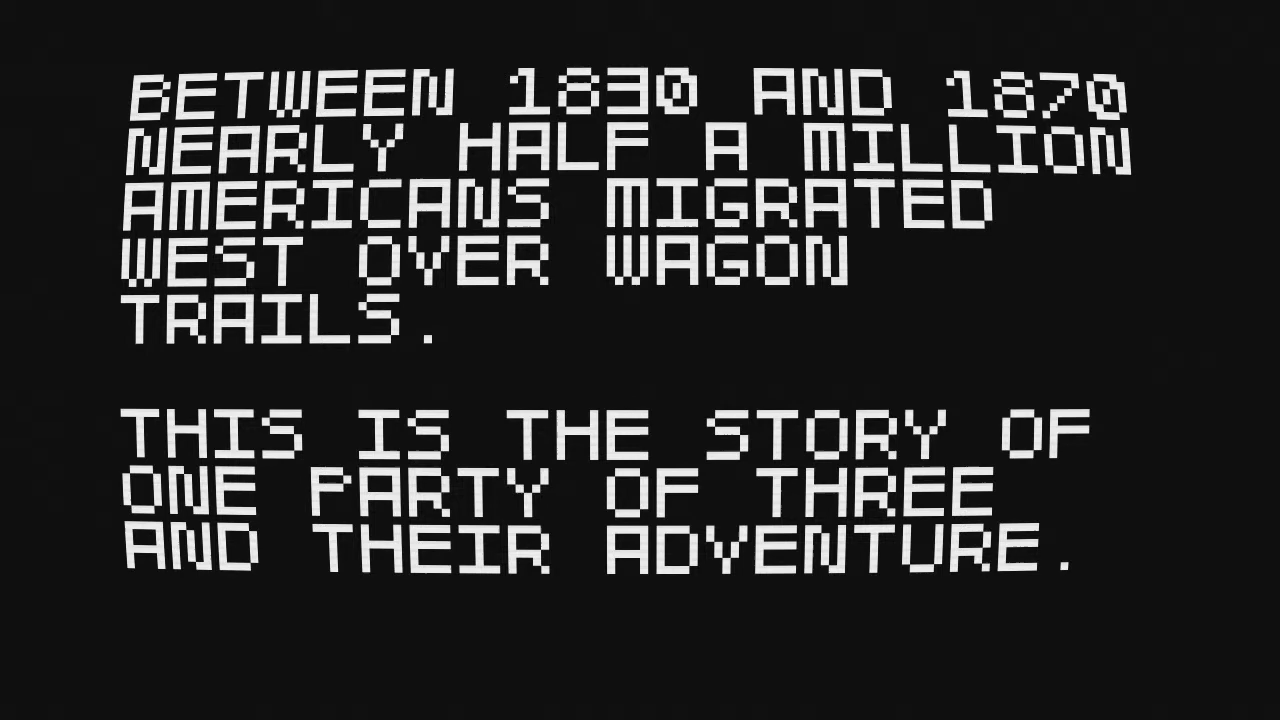 BETWEEN 1830 AND 1870
NEARLY HALF A MILLION
AMERICANS MIGRATED
WEST OVER WAGON
TRAILS.
THIS IS THE STORY OF
ONE PARTY OF THREE
AND THEIR ADVENTURE.